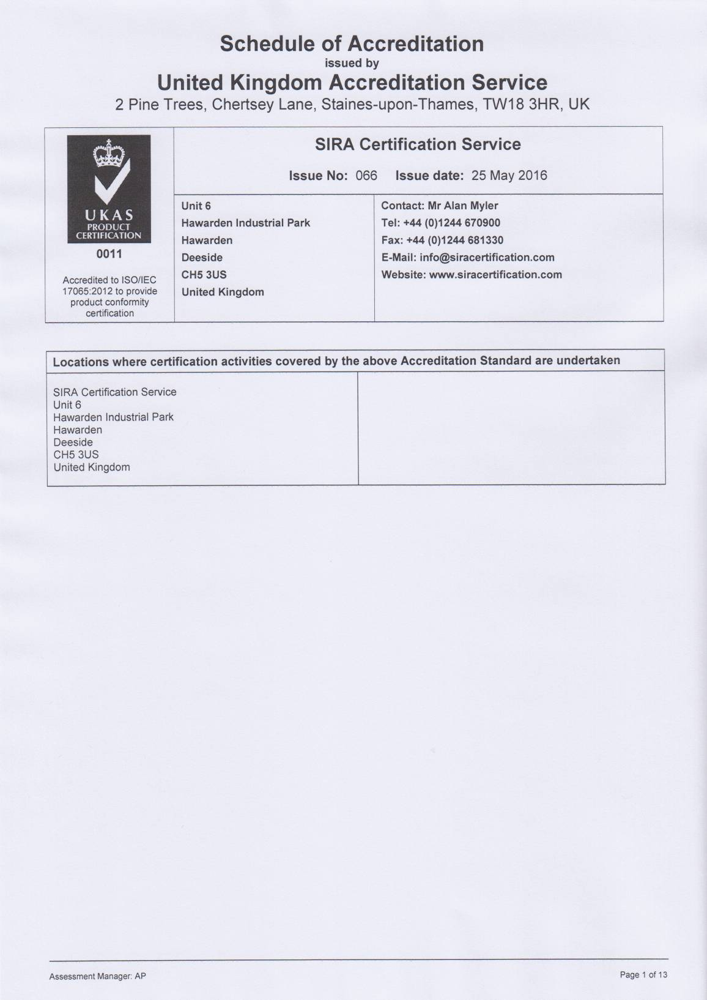 Schedule of Accreditation
issued by
United Kingdom Accreditation Service
2 Pine Trees, Chertsey Lane, Staines-upon-Thames, TW18 3HR, UK
UKAS
PRODUCT
CERTIFICATION
0011
Accredited to ISO/IEC
17065:2012 to provide
product conformity
certification
SIRA Certification Service
Issue No: 066 Issue date: 25 May 2016
Unit 6
Hawarden Industrial Park
Hawarden
Deeside
CH5 3US
United Kingdom
Contact: Mr Alan Myler
Tel: +44 (0)1244 670900
Fax: +44 (0)1244 681330
E-Mail: info@siracertification.com
Website: www.siracertification.com
Locations where certification activities covered by the above Accreditation Standard are undertaken
SIRA Certification Service
Unit 6
Hawarden Industrial Park
Hawarden
Deeside
CH5 3US
United Kingdom
Assessment Manager: AP
Page 1 of 13